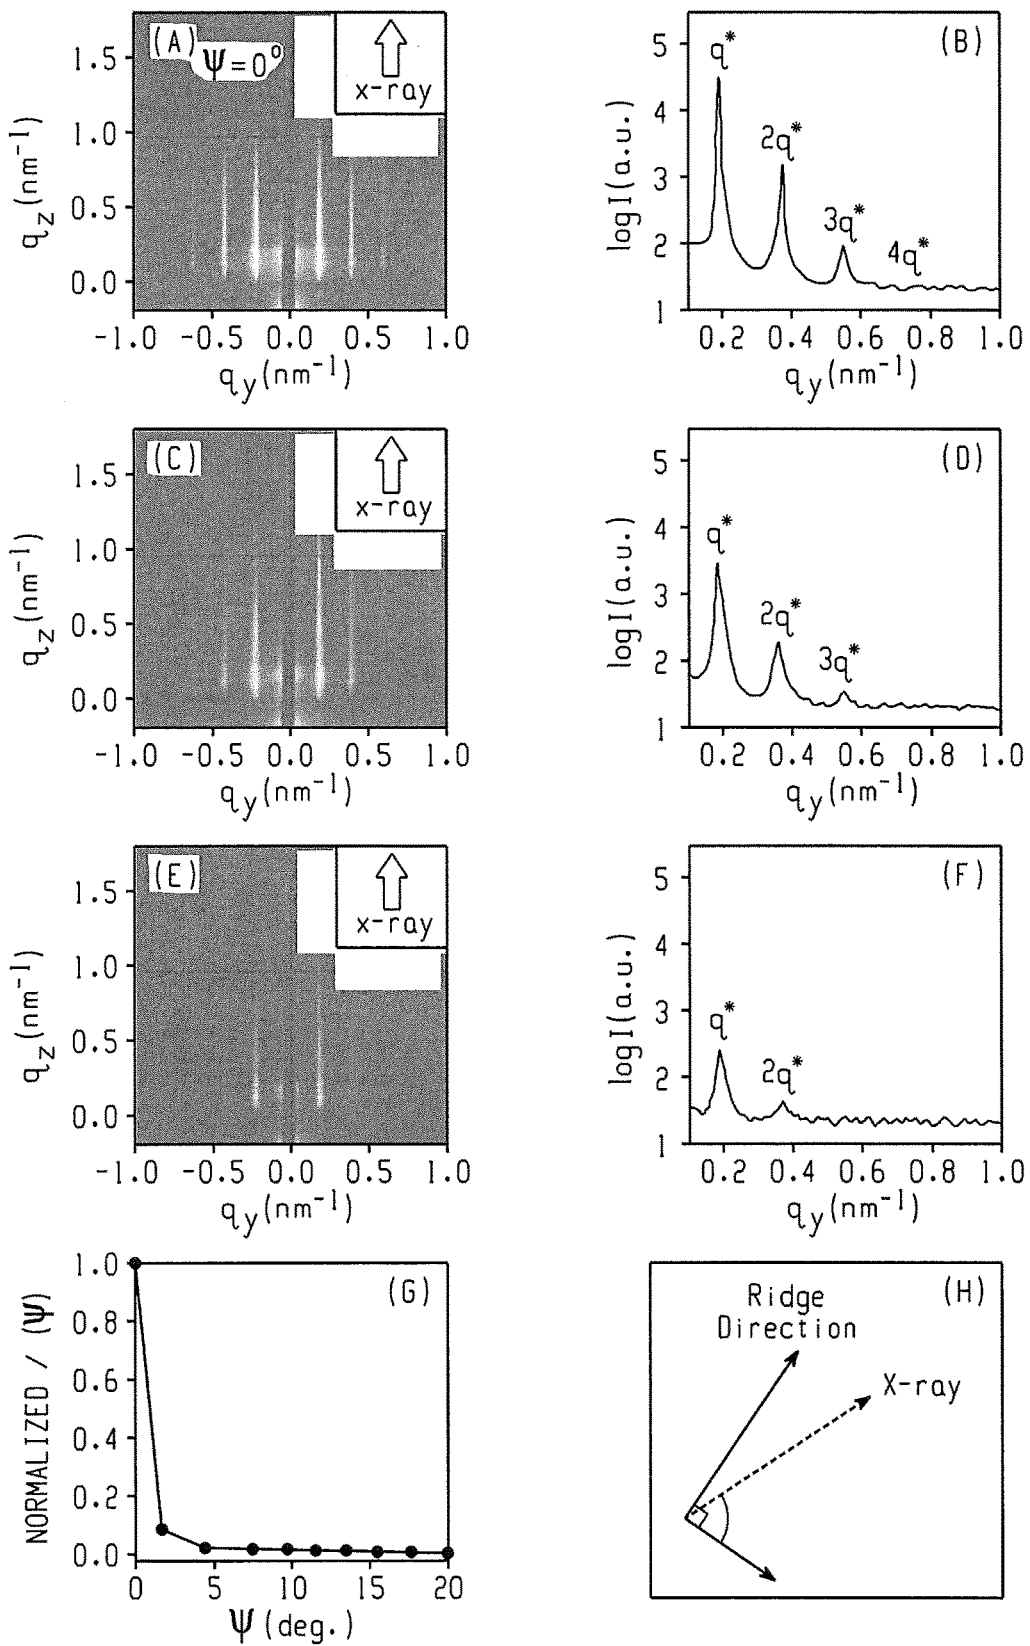 (A)
ψ=0°
x-ray
1.5
1.0
0.5
0.0
q_z(nm⁻¹)
-1.0 -0.5 0.0 0.5 1.0
q_y(nm⁻¹)
(B)
q*
2q*
3q*
4q*
5
4
3
2
1
logI(a.u.)
0.2 0.4 0.6 0.8 1.0
q_y(nm⁻¹)
(C)
x-ray
1.5
1.0
0.5
0.0
q_z(nm⁻¹)
-1.0 -0.5 0.0 0.5 1.0
q_y(nm⁻¹)
(D)
q*
2q*
3q*
5
4
3
2
1
logI(a.u.)
0.2 0.4 0.6 0.8 1.0
q_y(nm⁻¹)
(E)
x-ray
1.5
1.0
0.5
0.0
q_z(nm⁻¹)
-1.0 -0.5 0.0 0.5 1.0
q_y(nm⁻¹)
(F)
q*
2q*
5
4
3
2
1
logI(a.u.)
0.2 0.4 0.6 0.8 1.0
q_y(nm⁻¹)
(G)
1.0
0.8
0.6
0.4
0.2
0.0
NORMALIZED / (ψ)
0 5 10 15 20
ψ (deg.)
(H)
Ridge
Direction
X-ray